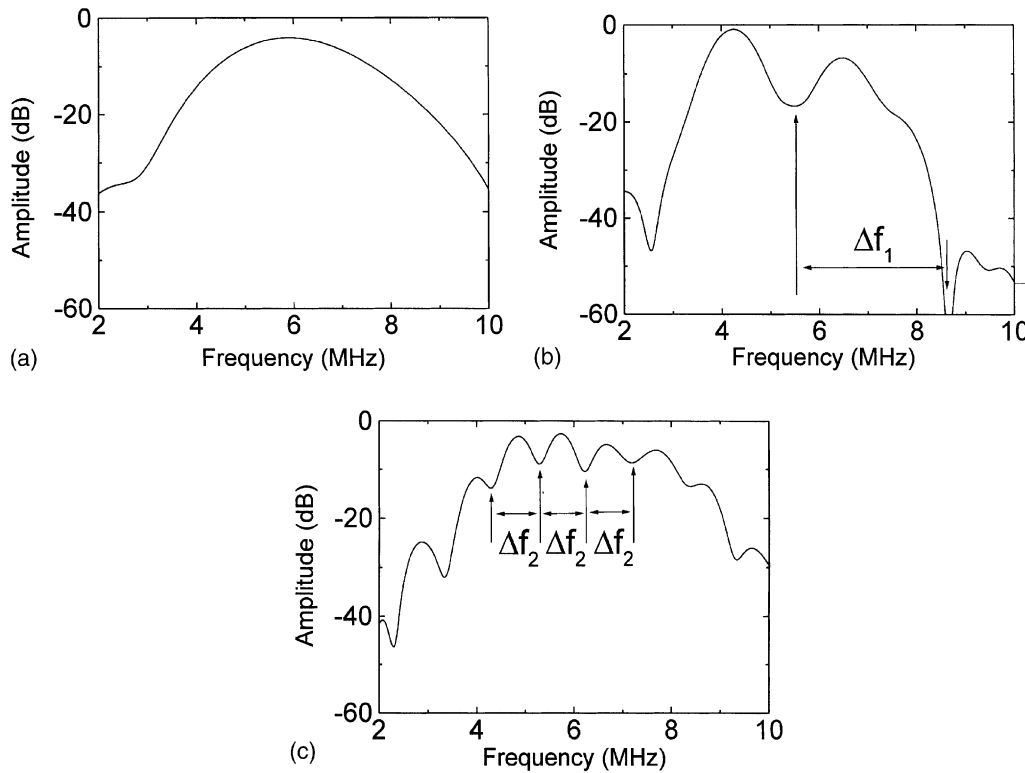 0
-20
-40
-60
Amplitude (dB)
2 4 6 8 10
Frequency (MHz)
(a)
0
-20
-40
-60
Amplitude (dB)
Δf₁
2 4 6 8 10
Frequency (MHz)
(b)
0
-20
-40
-60
Amplitude (dB)
Δf₂ Δf₂ Δf₂
2 4 6 8 10
Frequency (MHz)
(c)